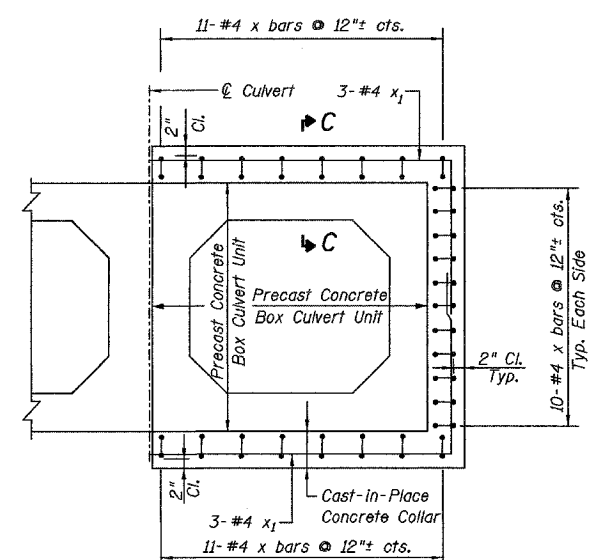 11-#4 x bars @ 12"± cts.
℄ Culvert
3-#4 x₁
2" Cl.
C
C
Precast Concrete
Box Culvert Unit
Precast Concrete
Box Culvert Unit
2" Cl.
Typ.
10-#4 x bars @ 12"± cts.
Typ. Each Side
2" Cl.
Cast-in-Place
Concrete Collar
3-#4 x₁
11-#4 x bars @ 12"± cts.